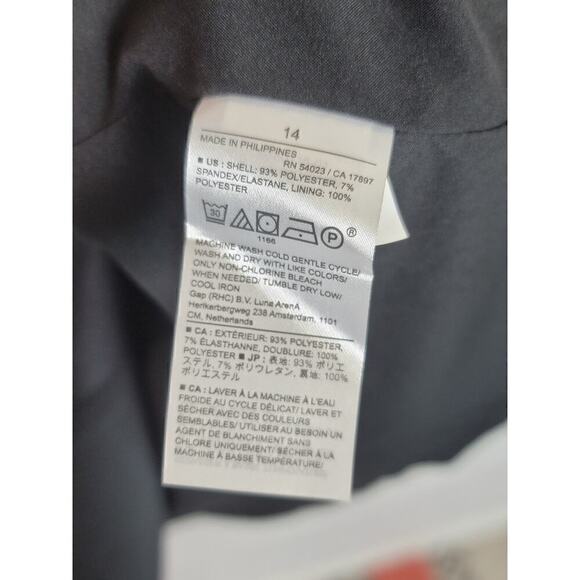 14
MADE IN PHILIPPINES
RN 54023 / CA 17897
■ US : SHELL: 93% POLYESTER, 7%
SPANDEX/ELASTANE, LINING: 100%
POLYESTER
30
P ®
1166
MACHINE WASH COLD GENTLE CYCLE/
WASH AND DRY WITH LIKE COLORS/
ONLY NON-CHLORINE BLEACH
WHEN NEEDED/ TUMBLE DRY LOW/
COOL IRON
Gap (RHC) B.V. Luna ArenA
Herikerbergweg 238 Amsterdam, 1101
CM, Netherlands
■ CA : EXTÉRIEUR: 93% POLYESTER,
7% ÉLASTHANNE, DOUBLURE: 100%
POLYESTER ■ JP : 表地: 93% ポリエ
ステル, 7% ポリウレタン, 裏地: 100%
ポリエステル
■ CA : LAVER À LA MACHINE À L'EAU
FROIDE AU CYCLE DÉLICAT/ LAVER ET
SÉCHER AVEC DES COULEURS
SEMBLABLES/ UTILISER AU BESOIN UN
AGENT DE BLANCHIMENT SANS
CHLORE UNIQUEMENT/ SÉCHER À LA
MACHINE À BASSE TEMPÉRATURE/